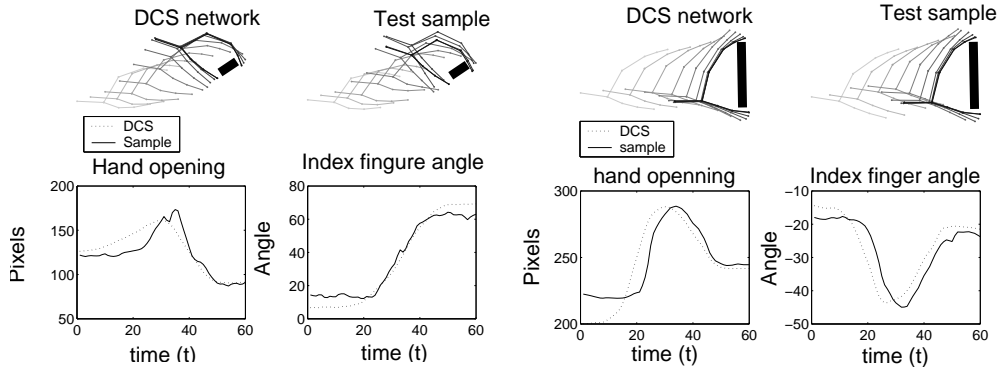 DCS network
Test sample
DCS network
Test sample
DCS
Sample
DCS
sample
Hand opening
200
150
100
50
Pixels
0 20 40 60
time (t)
Index fingure angle
80
60
40
20
0
Angle
0 20 40 60
time (t)
hand openning
300
250
200
Pixels
0 20 40 60
time (t)
Index finger angle
−10
−20
−30
−40
−50
Angle
0 20 40 60
time (t)